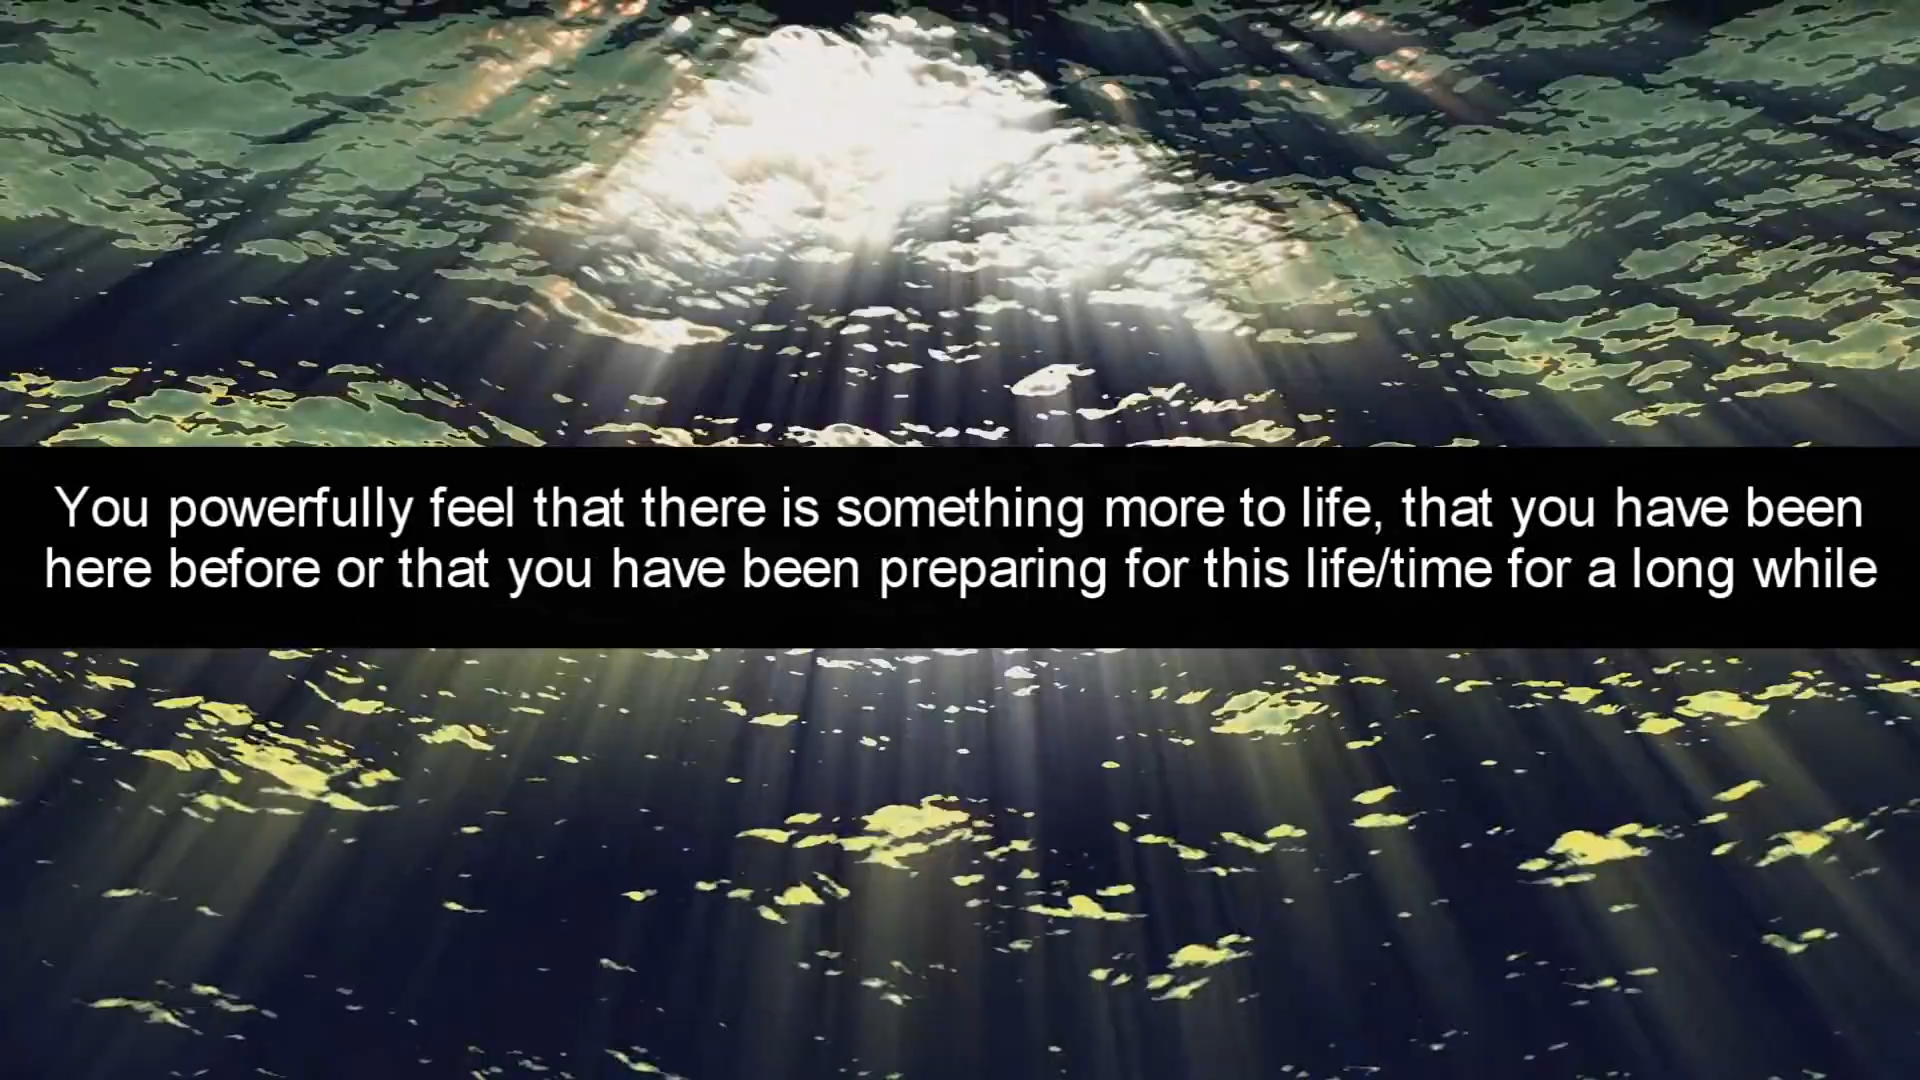 You powerfully feel that there is something more to life, that you have been
here before or that you have been preparing for this life/time for a long while